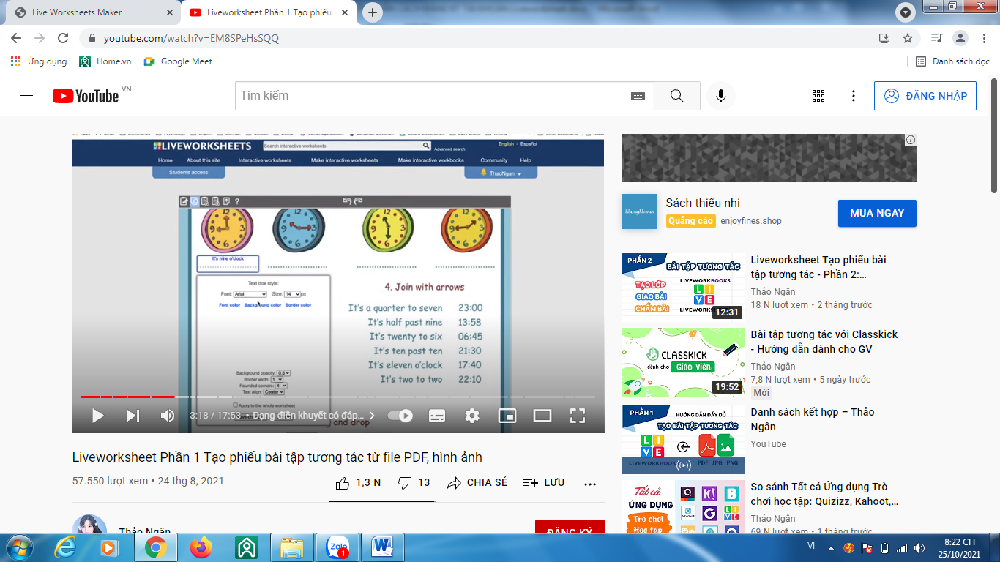 Live Worksheets Maker
Liveworksheet Phần 1 Tạo phiếu
youtube.com/watch?v=EM8SPeHsSQQ
Ứng dụng
Home.vn
Google Meet
Danh sách đọc
YouTube VN
Tìm kiếm
ĐĂNG NHẬP
LIVEWORKSHEETS
Search interactive worksheets
Advanced search
English - Español
Home
About this site
Interactive worksheets
Make interactive worksheets
Make interactive workbooks
Community
Help
Students access
ThaoNgan
It's nine o'clock
Text box style:
Font: Arial Size: 14 px
Font color Background color Border color
Background opacity: 0.5
Border width: 1
Rounded corners: 4
Text align: Center
Apply to the whole worksheet
4. Join with arrows
It's a quarter to seven 23:00
It's half past nine 13:58
It's twenty to six 06:45
It's ten past ten 21:30
It's eleven o'clock 17:40
It's two to two 22:10
and drop
3:18 / 17:53 • Dạng điền khuyết có đáp...
Liveworksheet Phần 1 Tạo phiếu bài tập tương tác từ file PDF, hình ảnh
57.550 lượt xem • 24 thg 8, 2021
1,3 N
13
CHIA SẺ
LƯU
Thảo Ngân
ĐĂNG KÝ
Sách thiếu nhi
Quảng cáo enjoyfines.shop
MUA NGAY
PHẦN 2
BÀI TẬP TƯƠNG TÁC
TẠO LỚP
GIAO BÀI
CHẤM BÀI
LIVEWORKBOOKS
LIVE
12:31
Liveworksheet Tạo phiếu bài
tập tương tác - Phần 2:...
Thảo Ngân
18 N lượt xem • 2 tháng trước
CLASSKICK
dành cho Giáo viên
19:52
Bài tập tương tác với Classkick
- Hướng dẫn dành cho GV
Thảo Ngân
7,8 N lượt xem • 5 ngày trước
Mới
PHẦN 1
HƯỚNG DẪN ĐẦY ĐỦ
TẠO BÀI TẬP TƯƠNG TÁC
LIVE
PDF JPG PNG
Danh sách kết hợp – Thảo
Ngân
YouTube
Tất cả
ỨNG DỤNG
Trò chơi
Học tập
So sánh Tất cả Ứng dụng Trò
chơi học tập: Quizizz, Kahoot,...
Thảo Ngân
69 N lượt xem • 1 tháng trước
Zalo
1
VI
8:22 CH
25/10/2021